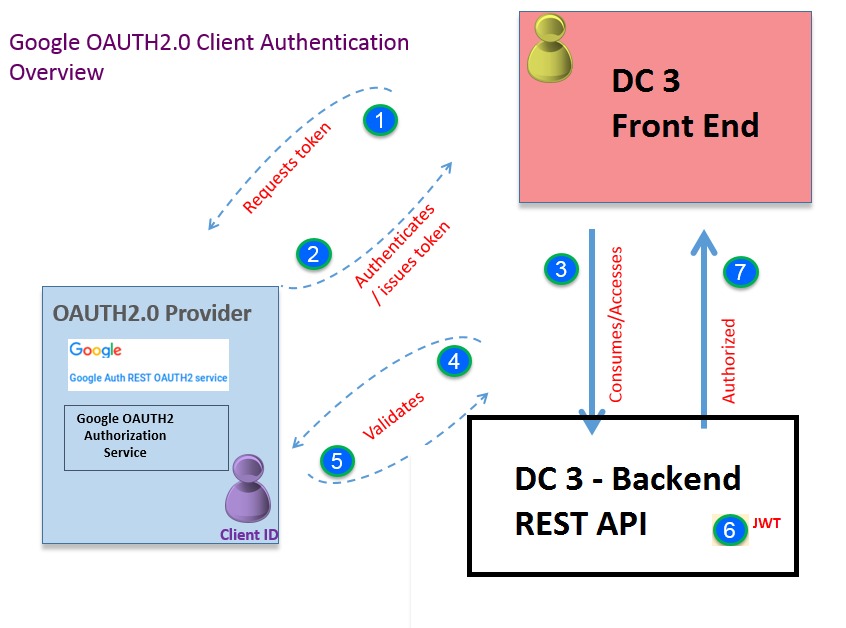 Google OAUTH2.0 Client Authentication
Overview
DC 3
Front End
1
Requests token
2
Authenticates
/ issues token
3
Consumes/Accesses
7
Authorized
OAUTH2.0 Provider
Google
Google Auth REST OAUTH2 service
Google OAUTH2
Authorization
Service
Client ID
4
Validates
5
DC 3 - Backend
REST API
6
JWT